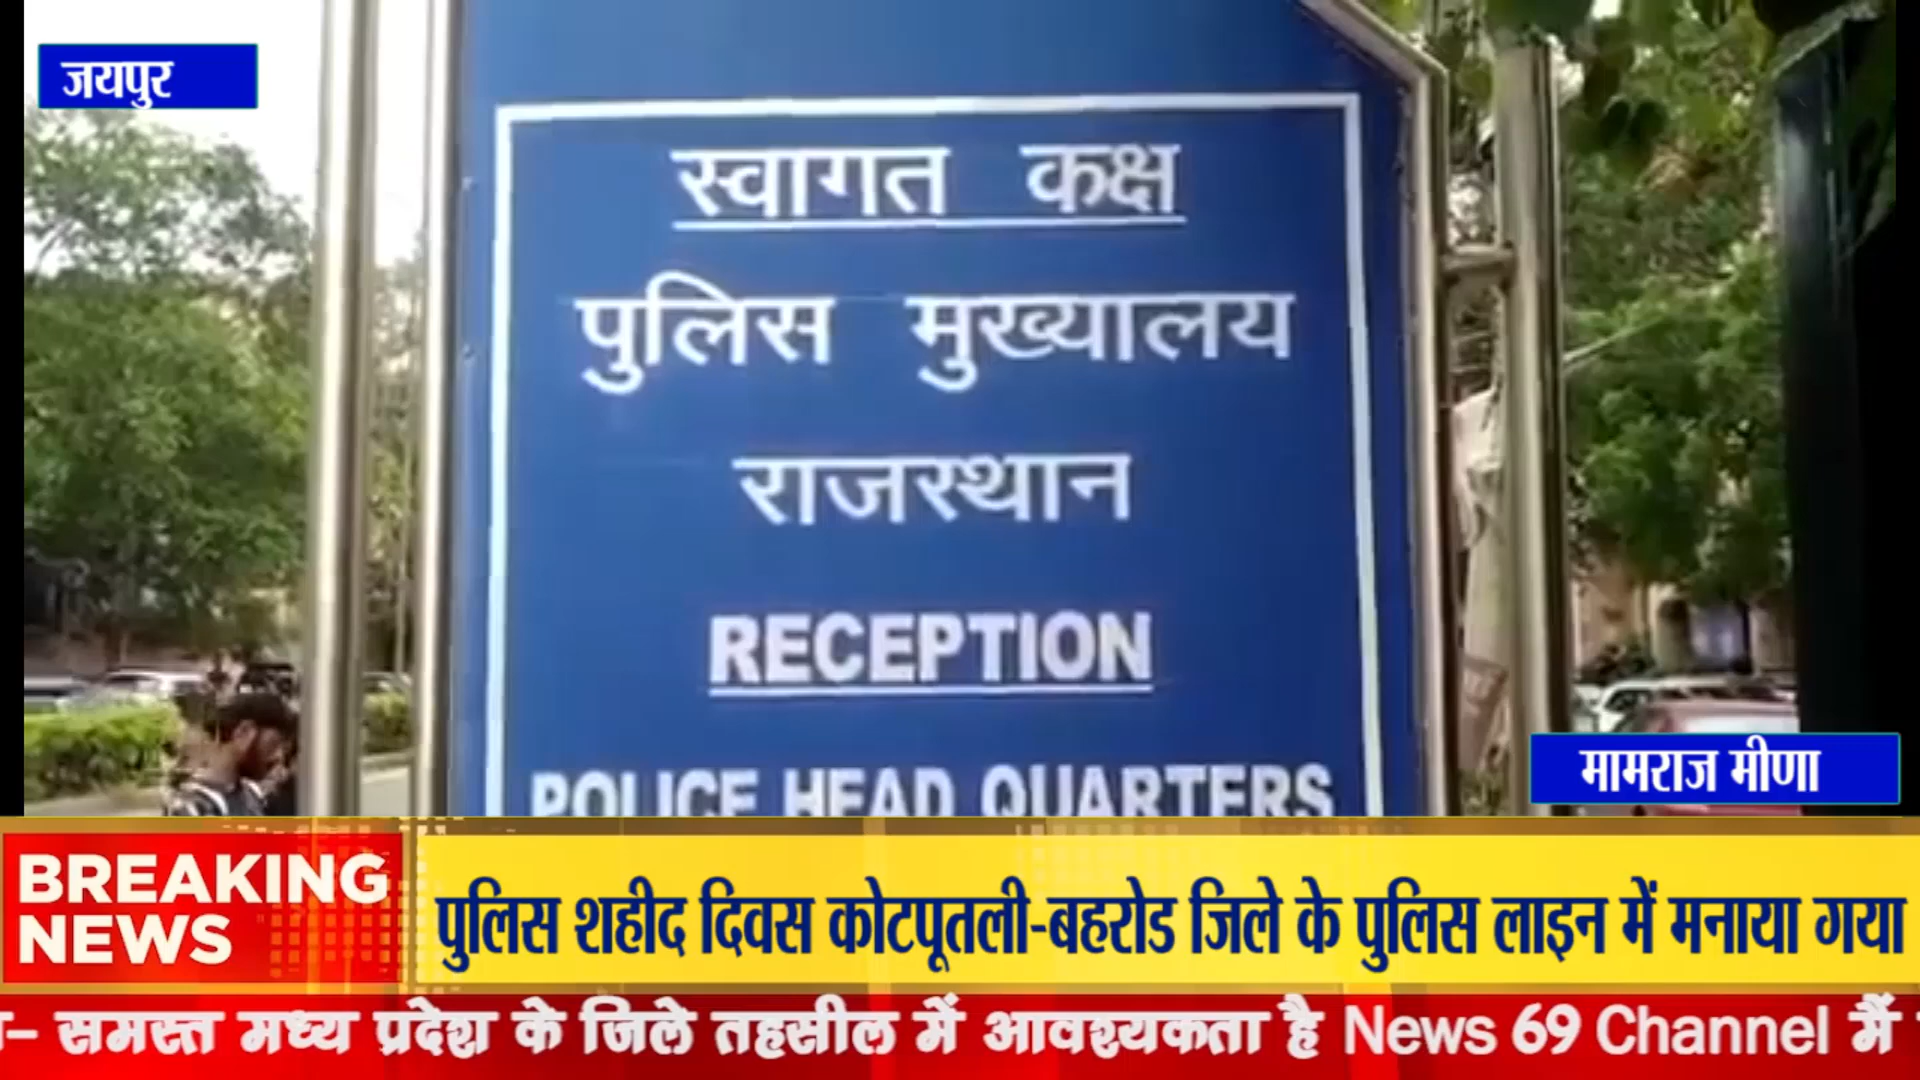 जयपुर
स्वागत कक्ष
पुलिस मुख्यालय
राजस्थान
RECEPTION
POLICE HEAD QUARTERS
मामराज मीणा
BREAKING
NEWS
पुलिस शहीद दिवस कोटपूतली-बहरोड जिले के पुलिस लाइन में मनाया गया
- समस्त मध्य प्रदेश के जिले तहसील में आवश्यकता है News 69 Channel मैं